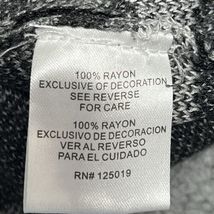 100% RAYON
EXCLUSIVE OF DECORATION
SEE REVERSE
FOR CARE
100% RAYON
EXCLUSIVO DE DECORACION
VER AL REVERSO
PARA EL CUIDADO
RN# 125019